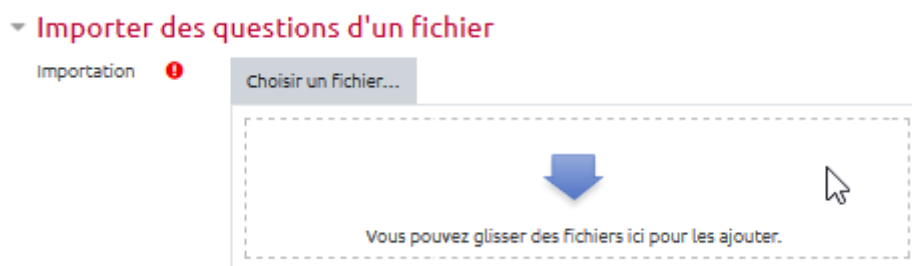 Importer des questions d'un fichier
Importation
Choisir un fichier...
Vous pouvez glisser des fichiers ici pour les ajouter.